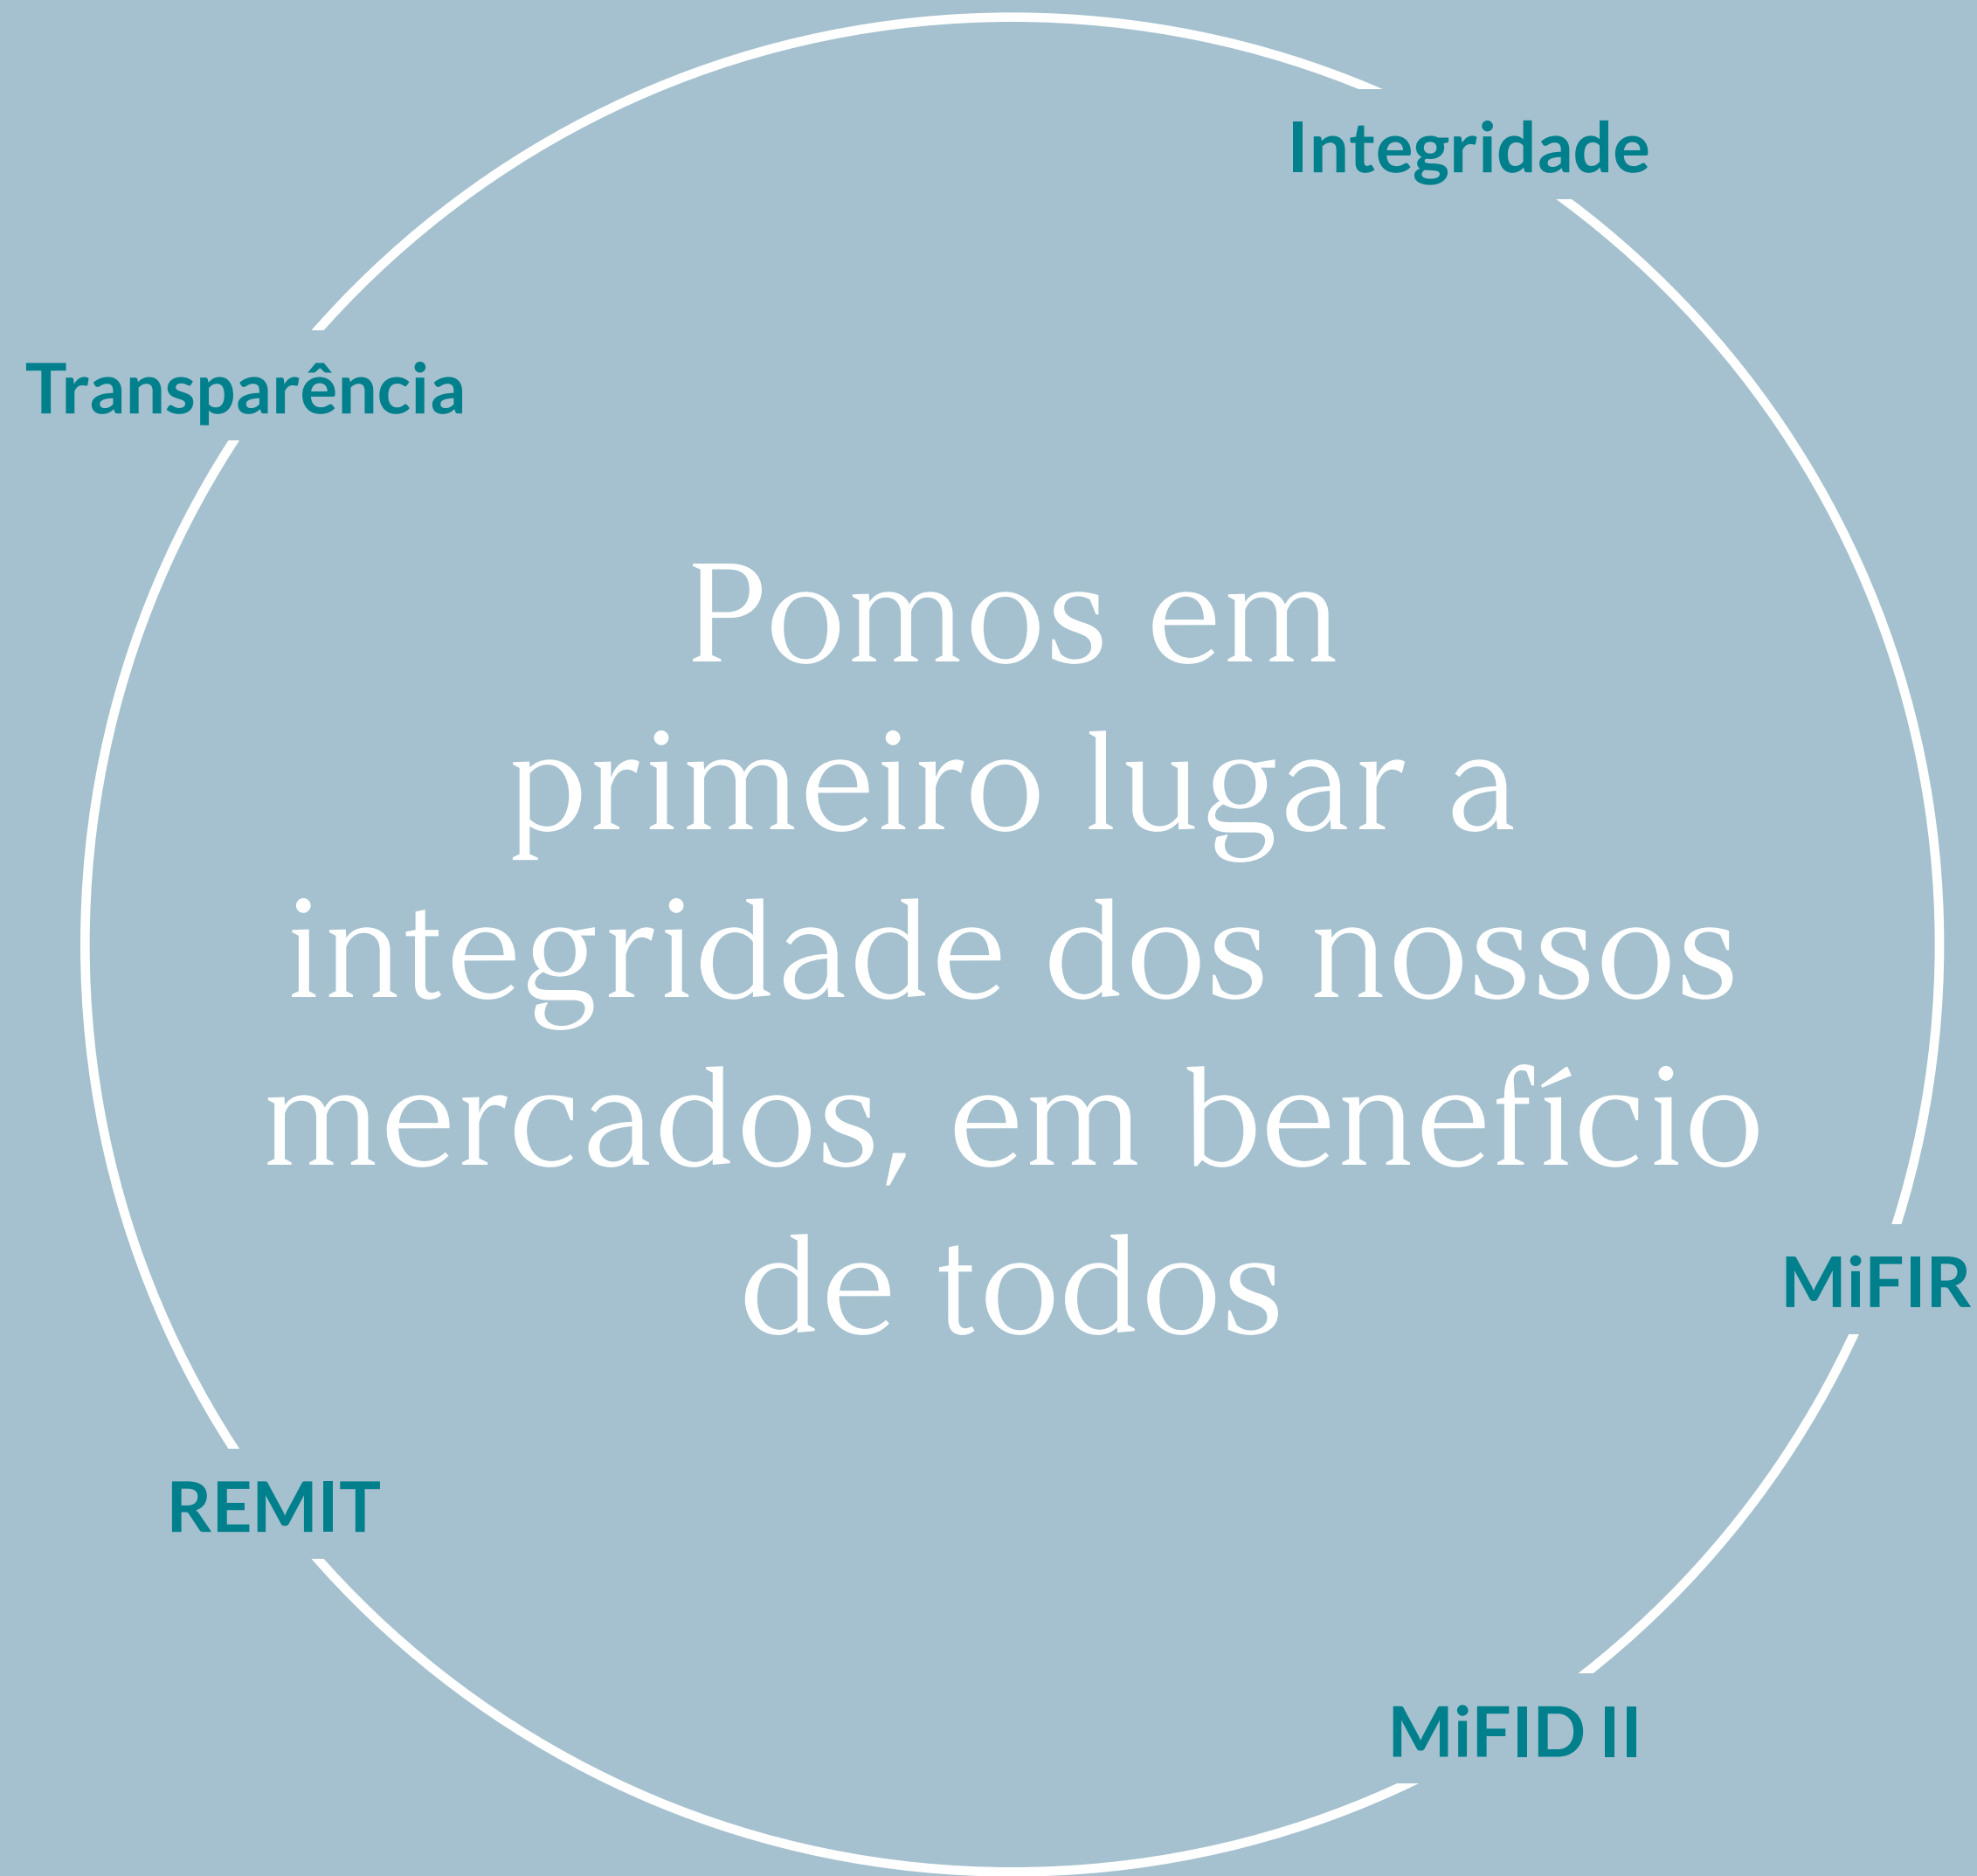 Integridade
Transparência
Pomos em
primeiro lugar a
integridade dos nossos
mercados, em benefício
de todos
MiFIR
REMIT
MiFID II